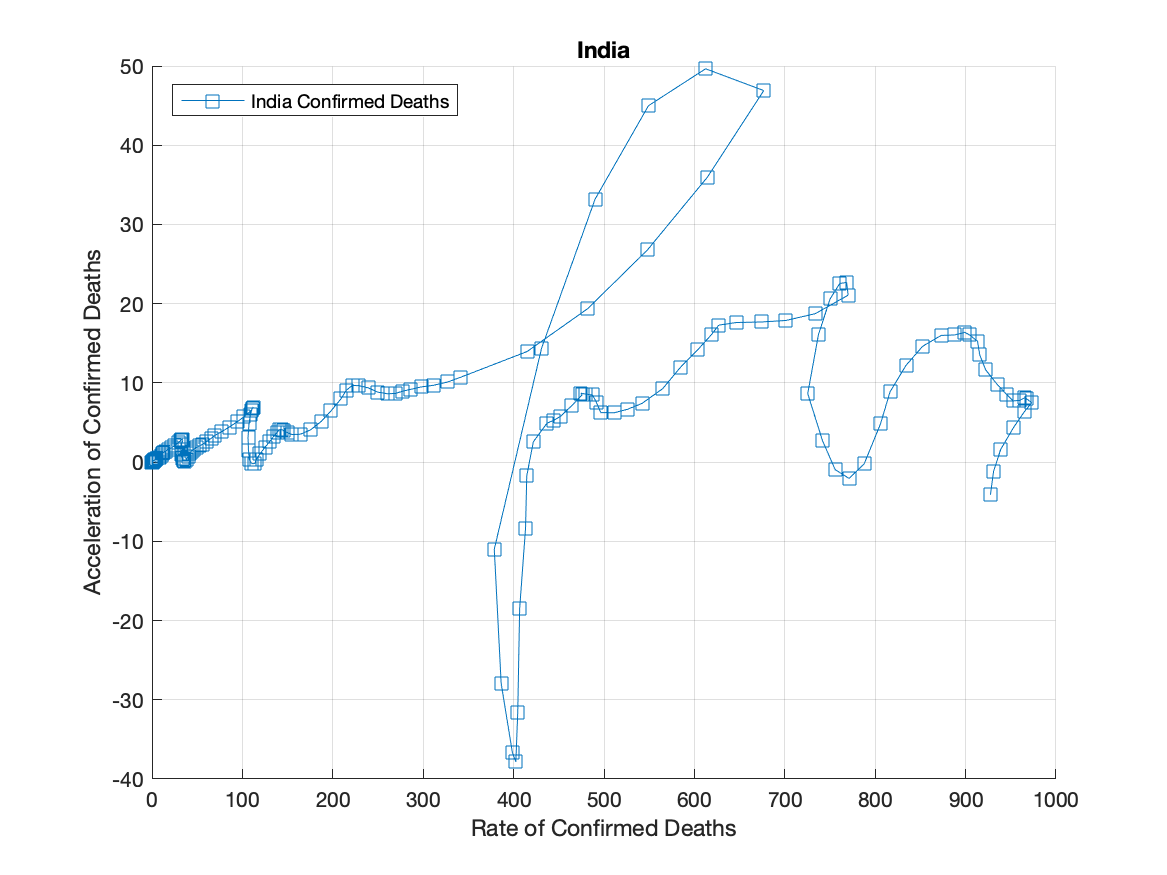 India
India Confirmed Deaths
50
40
30
20
10
0
-10
-20
-30
-40
Acceleration of Confirmed Deaths
0 100 200 300 400 500 600 700 800 900 1000
Rate of Confirmed Deaths